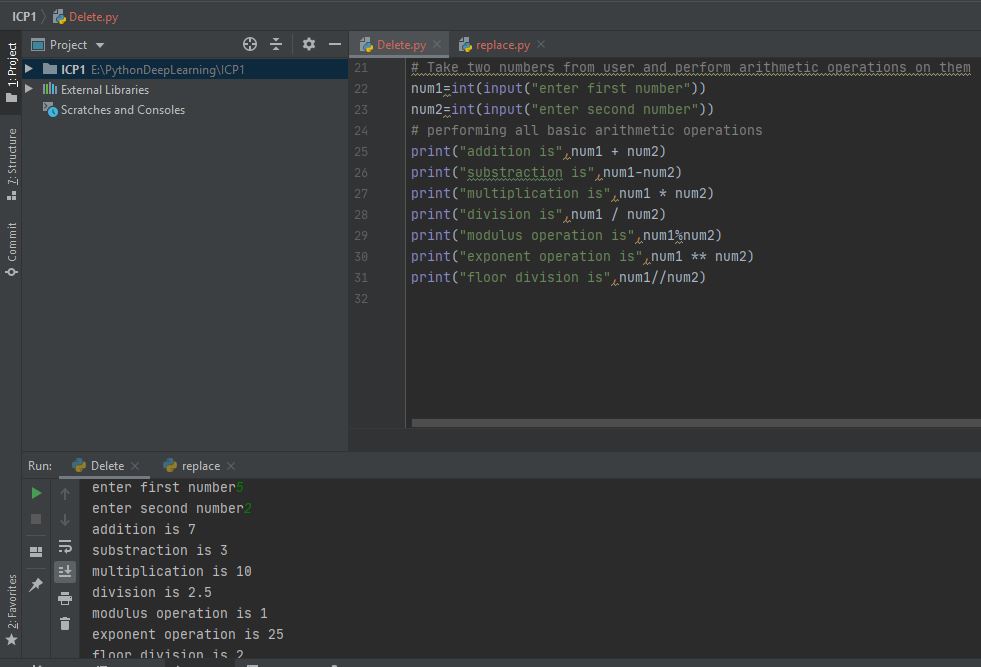 ICP1 Delete.py
Project
Delete.py
replace.py
1: Project
ICP1 E:\PythonDeepLearning\ICP1
External Libraries
Scratches and Consoles
7: Structure
Commit
2: Favorites
21 # Take two numbers from user and perform arithmetic operations on them
22 num1=int(input("enter first number"))
23 num2=int(input("enter second number"))
24 # performing all basic arithmetic operations
25 print("addition is",num1 + num2)
26 print("substraction is",num1-num2)
27 print("multiplication is",num1 * num2)
28 print("division is",num1 / num2)
29 print("modulus operation is",num1%num2)
30 print("exponent operation is",num1 ** num2)
31 print("floor division is",num1//num2)
32
Run: Delete replace
enter first number5
enter second number2
addition is 7
substraction is 3
multiplication is 10
division is 2.5
modulus operation is 1
exponent operation is 25
floor division is 2